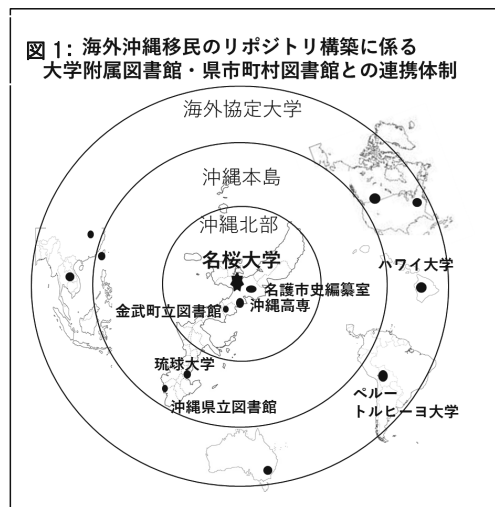 図1: 海外沖縄移民のリポジトリ構築に係る
大学附属図書館・県市町村図書館との連携体制
海外協定大学
沖縄本島
沖縄北部
名桜大学
ハワイ大学
名護市史編纂室
沖縄高専
金武町立図書館
琉球大学
沖縄県立図書館
ペルー
トルヒーヨ大学